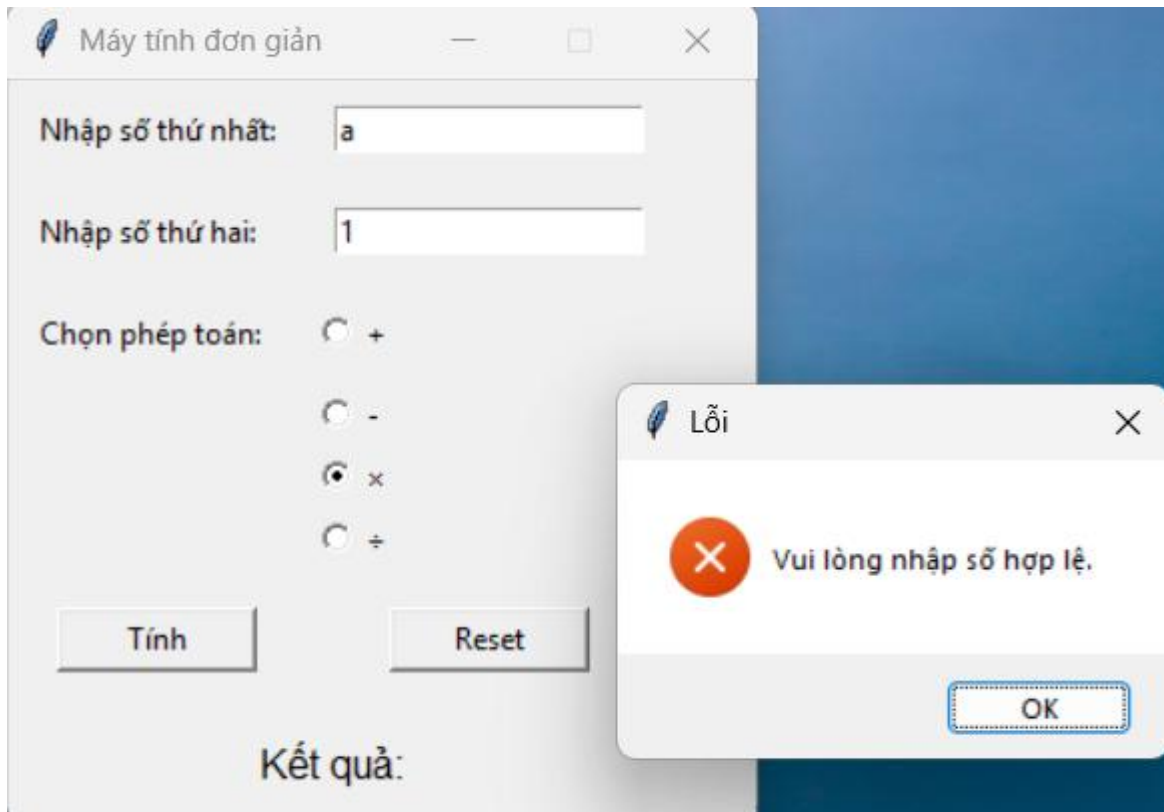 Máy tính đơn giản
Nhập số thứ nhất: a
Nhập số thứ hai: 1
Chọn phép toán: +
-
×
÷
Tính Reset
Kết quả:
Lỗi
Vui lòng nhập số hợp lệ.
OK